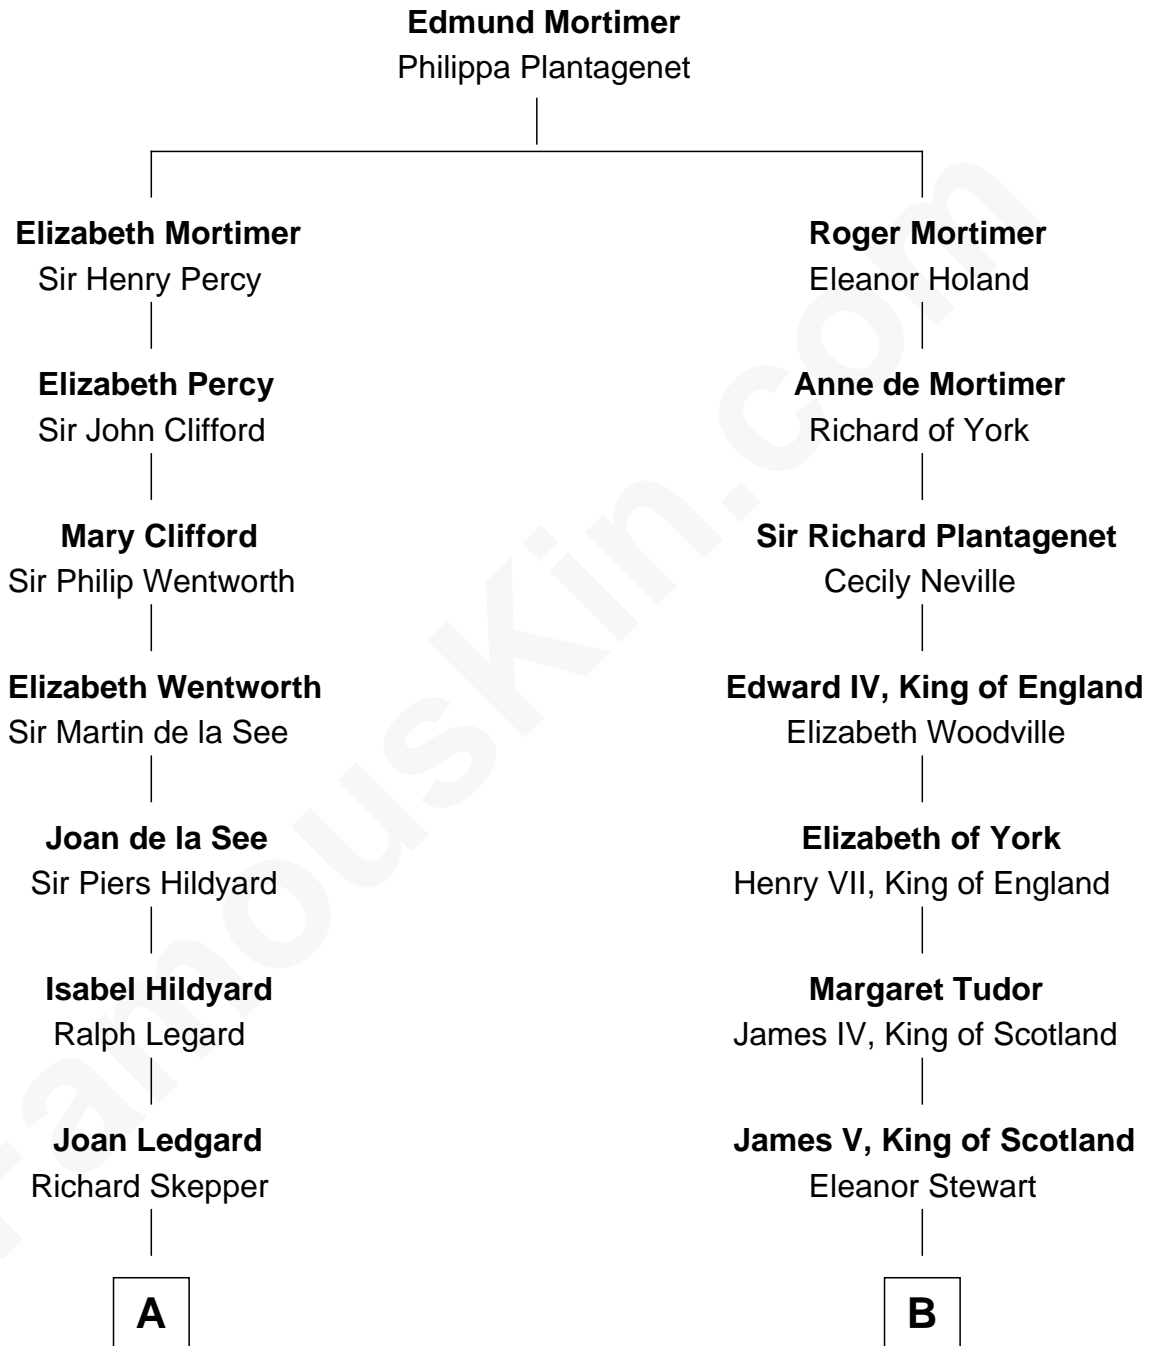 Edmund Mortimer
Philippa Plantagenet
Elizabeth Mortimer
Sir Henry Percy
Roger Mortimer
Eleanor Holand
Elizabeth Percy
Sir John Clifford
Anne de Mortimer
Richard of York
Mary Clifford
Sir Philip Wentworth
Sir Richard Plantagenet
Cecily Neville
Elizabeth Wentworth
Sir Martin de la See
Edward IV, King of England
Elizabeth Woodville
Joan de la See
Sir Piers Hildyard
Elizabeth of York
Henry VII, King of England
Isabel Hildyard
Ralph Legard
Margaret Tudor
James IV, King of Scotland
Joan Ledgard
Richard Skepper
James V, King of Scotland
Eleanor Stewart
A
B
FamousKin.com